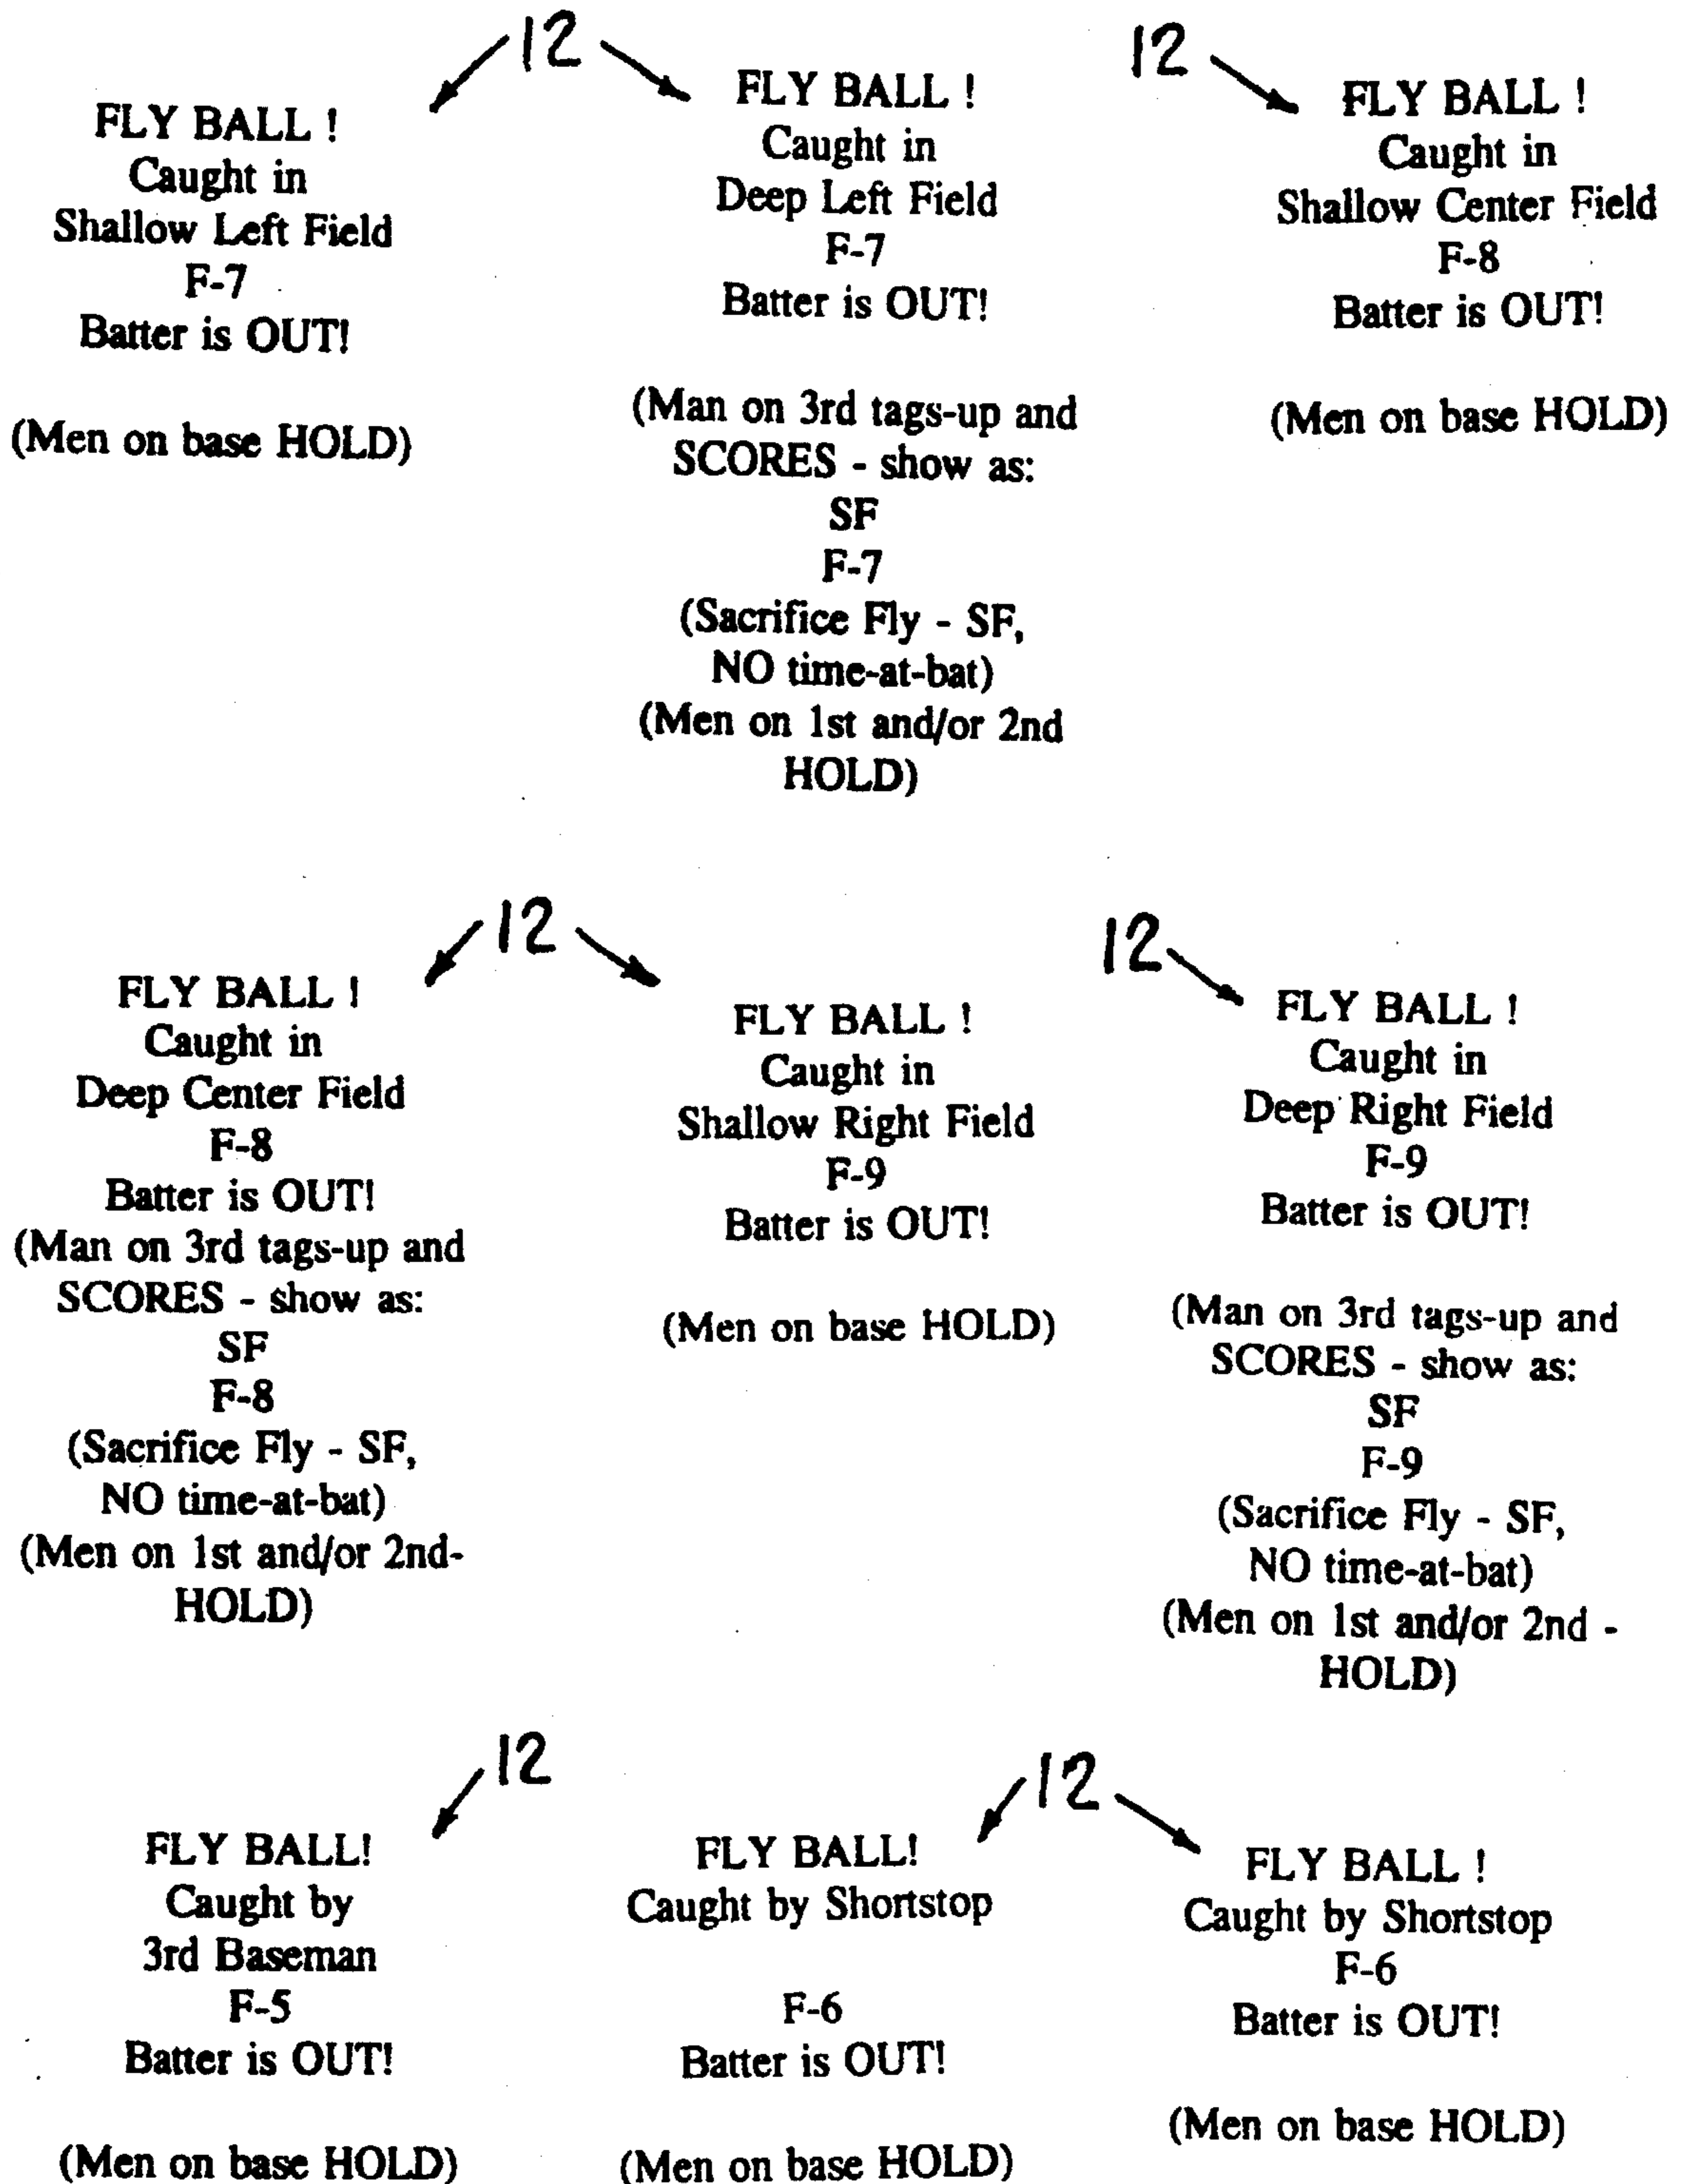 12
FLY BALL !
Caught in
Shallow Left Field
F-7
Batter is OUT!
(Men on base HOLD)
FLY BALL !
Caught in
Deep Left Field
F-7
Batter is OUT!
(Man on 3rd tags-up and
SCORES - show as:
SF
F-7
(Sacrifice Fly - SF,
NO time-at-bat)
(Men on 1st and/or 2nd
HOLD)
12
FLY BALL !
Caught in
Shallow Center Field
F-8
Batter is OUT!
(Men on base HOLD)
12
FLY BALL !
Caught in
Deep Center Field
F-8
Batter is OUT!
(Man on 3rd tags-up and
SCORES - show as:
SF
F-8
(Sacrifice Fly - SF,
NO time-at-bat)
(Men on 1st and/or 2nd-
HOLD)
FLY BALL !
Caught in
Shallow Right Field
F-9
Batter is OUT!
(Men on base HOLD)
12
FLY BALL !
Caught in
Deep Right Field
F-9
Batter is OUT!
(Man on 3rd tags-up and
SCORES - show as:
SF
F-9
(Sacrifice Fly - SF,
NO time-at-bat)
(Men on 1st and/or 2nd -
HOLD)
12
FLY BALL!
Caught by
3rd Baseman
F-5
Batter is OUT!
(Men on base HOLD)
12
FLY BALL!
Caught by Shortstop
F-6
Batter is OUT!
(Men on base HOLD)
FLY BALL !
Caught by Shortstop
F-6
Batter is OUT!
(Men on base HOLD)